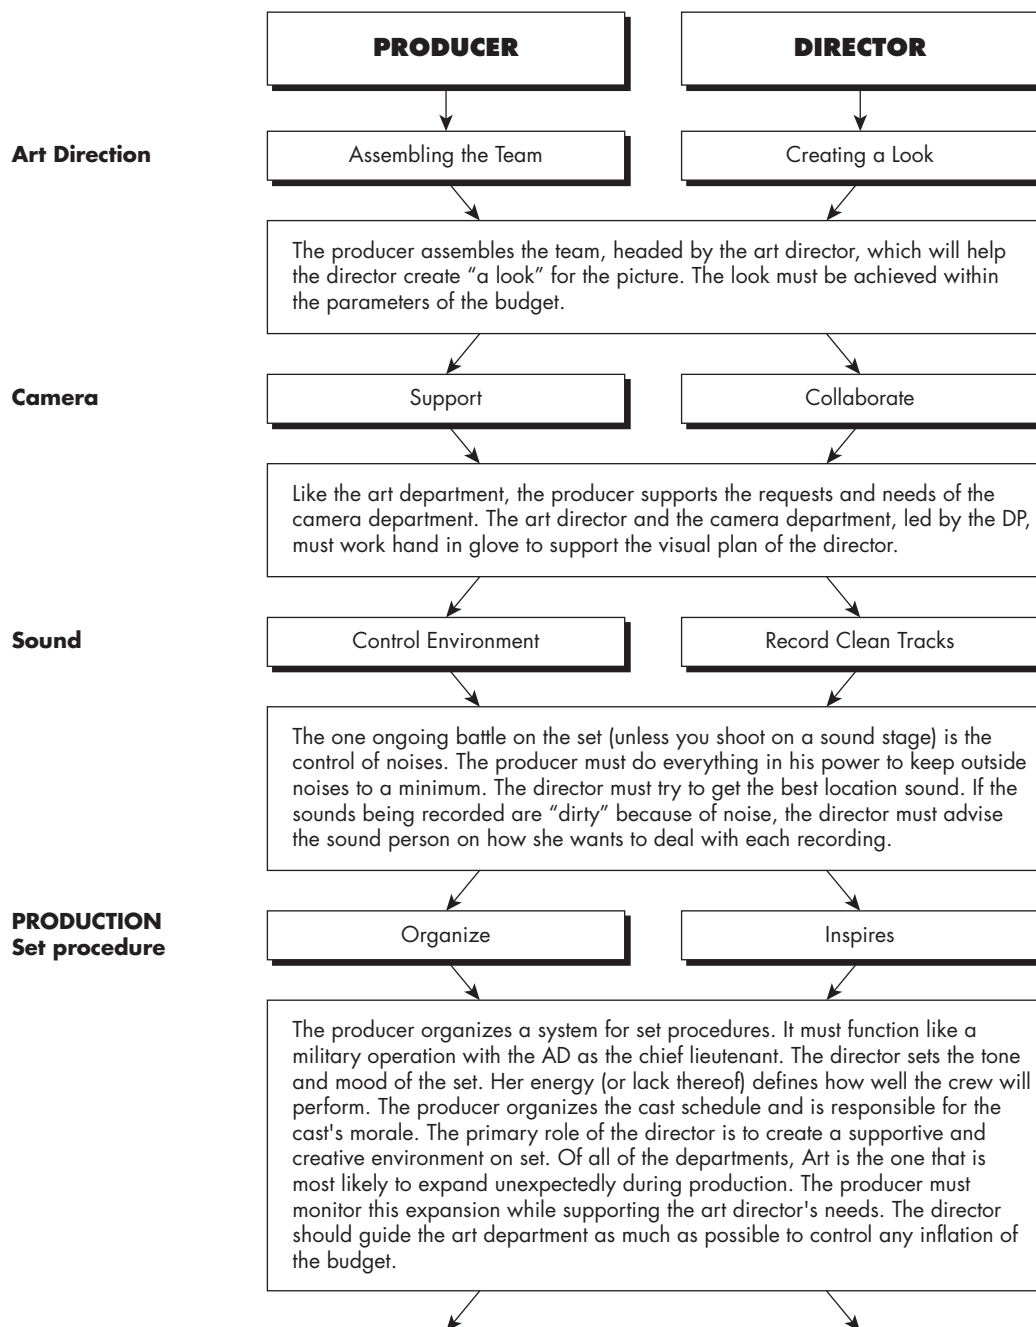 PRODUCER
DIRECTOR
Art Direction
Assembling the Team
Creating a Look
The producer assembles the team, headed by the art director, which will help
the director create “a look” for the picture. The look must be achieved within
the parameters of the budget.
Camera
Support
Collaborate
Like the art department, the producer supports the requests and needs of the
camera department. The art director and the camera department, led by the DP,
must work hand in glove to support the visual plan of the director.
Sound
Control Environment
Record Clean Tracks
The one ongoing battle on the set (unless you shoot on a sound stage) is the
control of noises. The producer must do everything in his power to keep outside
noises to a minimum. The director must try to get the best location sound. If the
sounds being recorded are “dirty” because of noise, the director must advise
the sound person on how she wants to deal with each recording.
PRODUCTION
Set procedure
Organize
Inspires
The producer organizes a system for set procedures. It must function like a
military operation with the AD as the chief lieutenant. The director sets the tone
and mood of the set. Her energy (or lack thereof) defines how well the crew will
perform. The producer organizes the cast schedule and is responsible for the
cast's morale. The primary role of the director is to create a supportive and
creative environment on set. Of all of the departments, Art is the one that is
most likely to expand unexpectedly during production. The producer must
monitor this expansion while supporting the art director's needs. The director
should guide the art department as much as possible to control any inflation of
the budget.